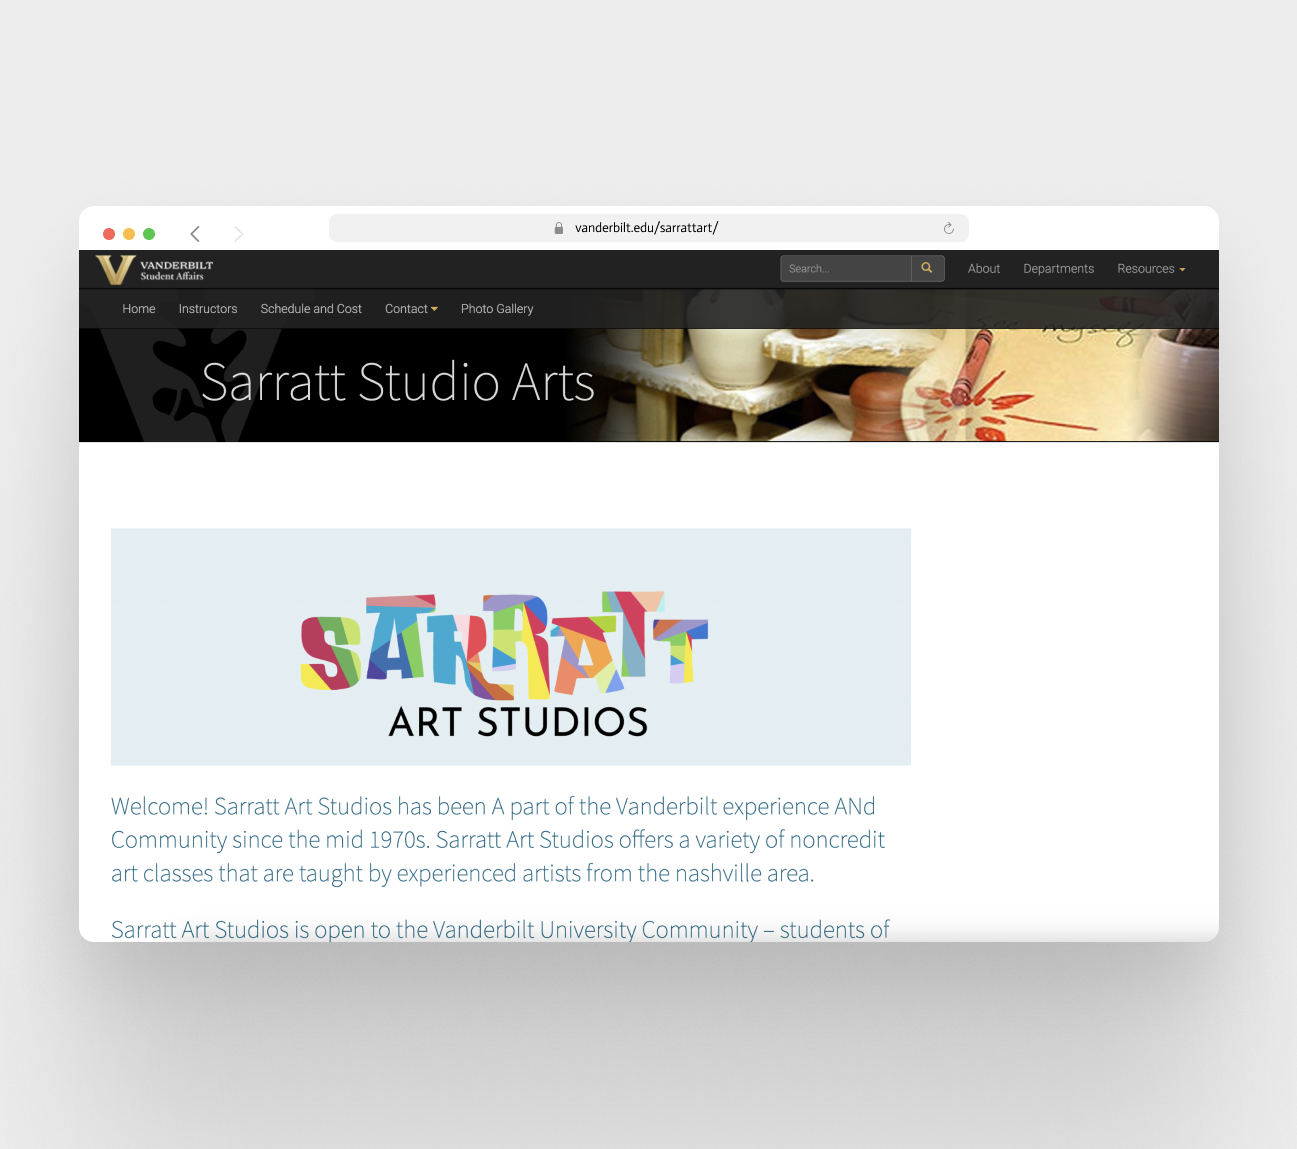 vanderbilt.edu/sarrattart/
VANDERBILT
Student Affairs
Search...
About
Departments
Resources
Home
Instructors
Schedule and Cost
Contact
Photo Gallery
See myself
Sarratt Studio Arts
SARRATT
ART STUDIOS
Welcome! Sarratt Art Studios has been A part of the Vanderbilt experience ANd
Community since the mid 1970s. Sarratt Art Studios offers a variety of noncredit
art classes that are taught by experienced artists from the nashville area.
Sarratt Art Studios is open to the Vanderbilt University Community – students of